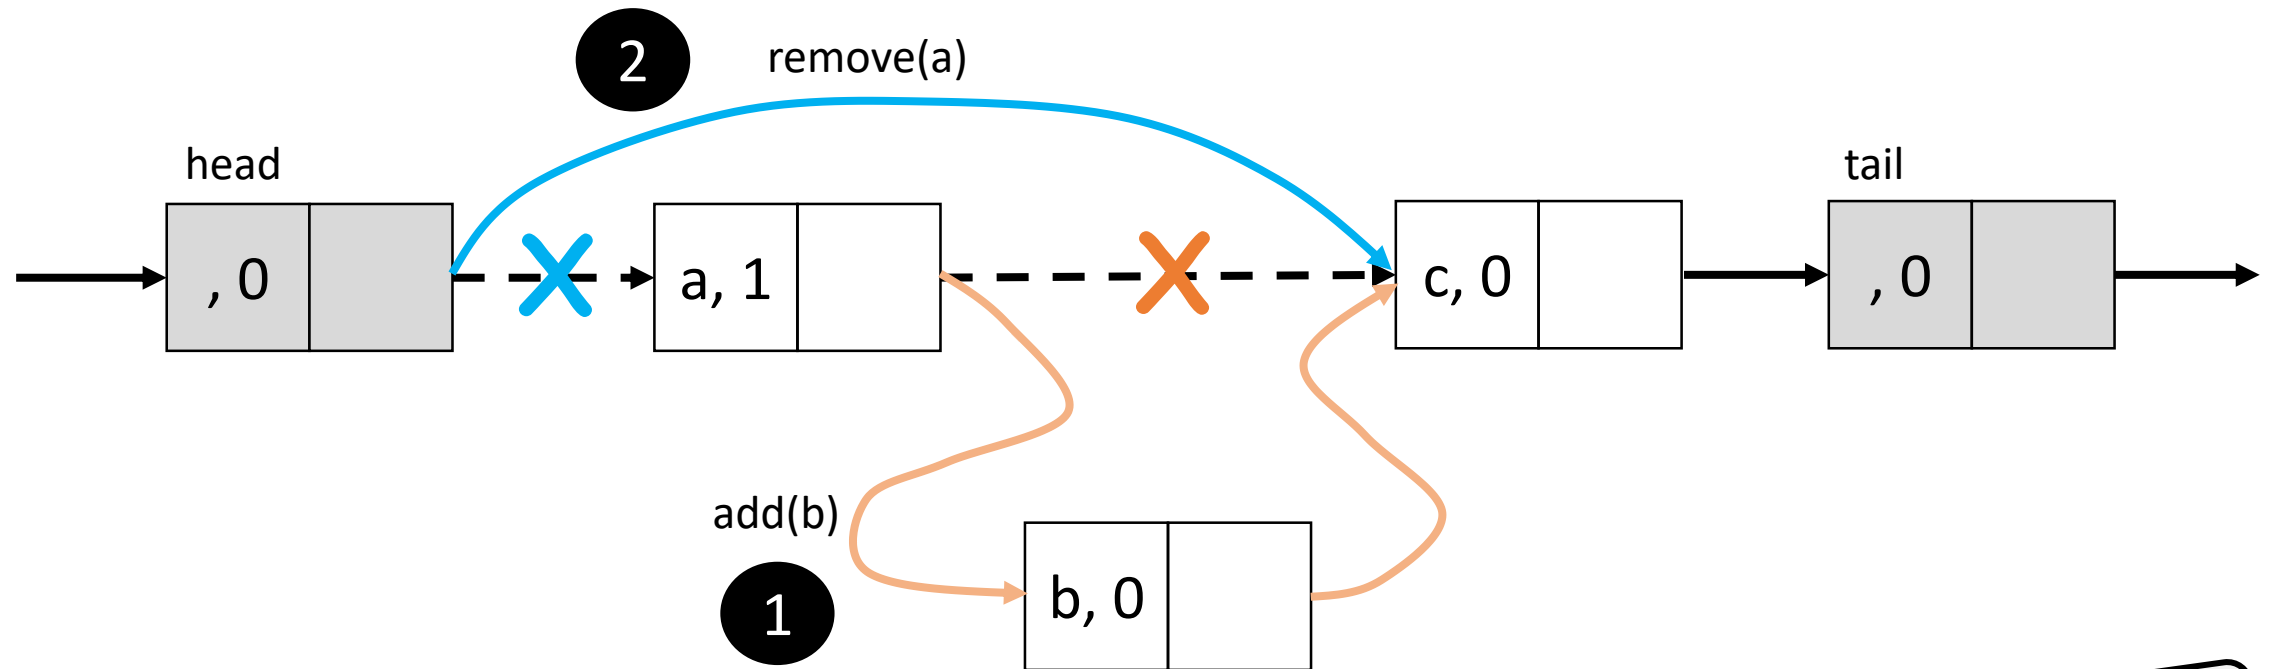 2
remove(a)
head
tail
, 0
a, 1
c, 0
, 0
add(b)
1
b, 0